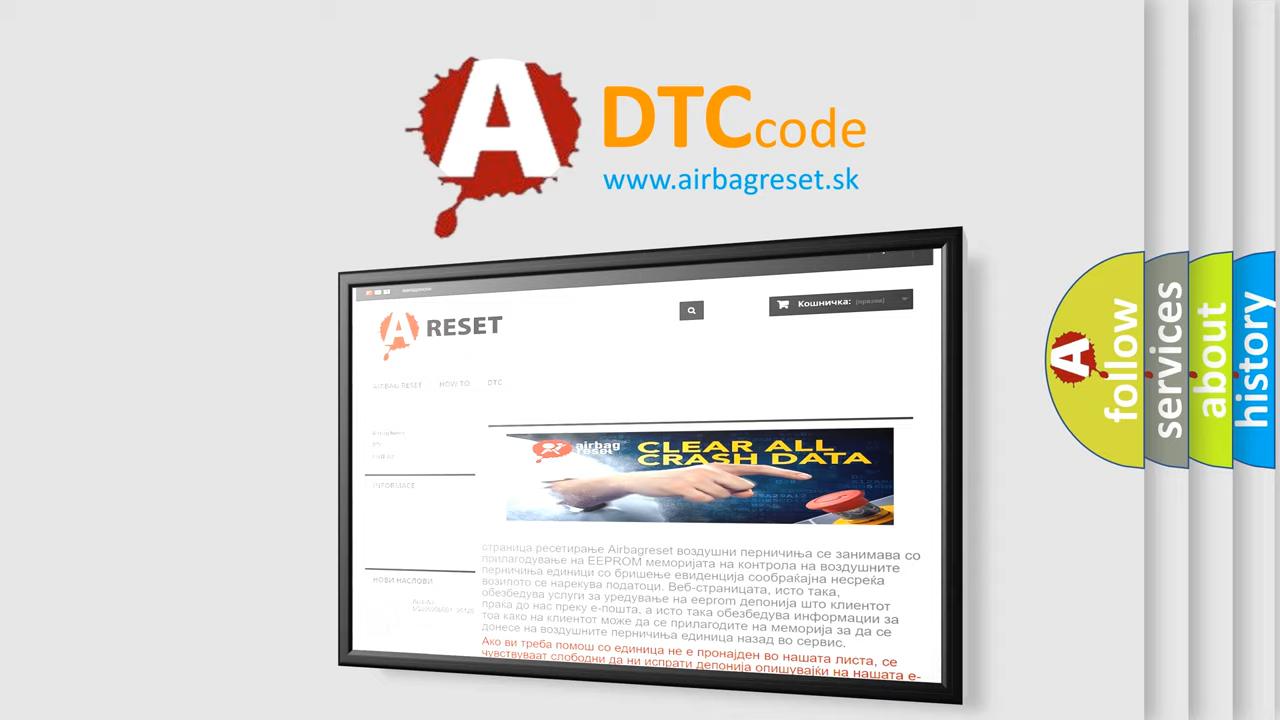 A
DTCcode
www.airbagreset.sk
Кошничка: (празни)
A RESET
AIRBAG RESET HOW TO DTC
airbag
reset
CLEAR ALL
CRASH DATA
INFORMACE
страница ресетирање Airbagreset воздушни перничиња се занимава со
прилагодување на EEPROM меморијата на контрола на воздушните
перничиња единици со бришење евиденција сообраќајна несреќа
возилото се нарекува податоци. Веб-страницата, исто така,
обезбедува услуги за уредување на eeprom депонија што клиентот
праќа до нас преку е-пошта, а исто така обезбедува информации за
тоа како на клиентот може да се прилагодите на меморија за да се
донесе на воздушните перничиња единица назад во сервис.
НОВИ НАСЛОВИ
Ако ви треба помош со единица не е пронајден во нашата листа, се
чувствуваат слободни да ни испрати депонија опишувајќи на нашата е-
A follow
services
about
history